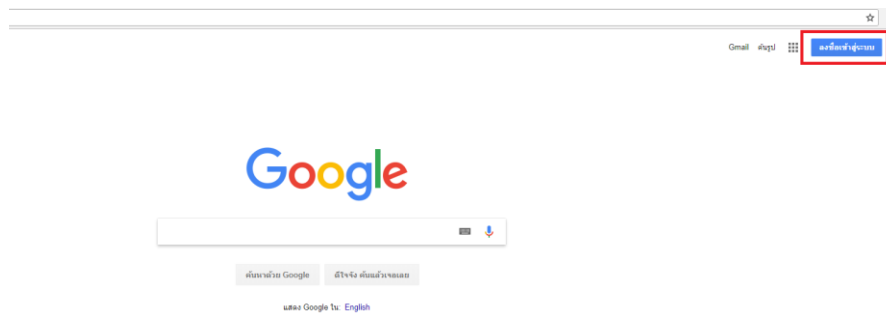 Gmail ค้นรูป ลงชื่อเข้าสู่ระบบ
Google
ค้นหาด้วย Google ดีใจจัง ค้นแล้วเจอเลย
แสดง Google ใน: English